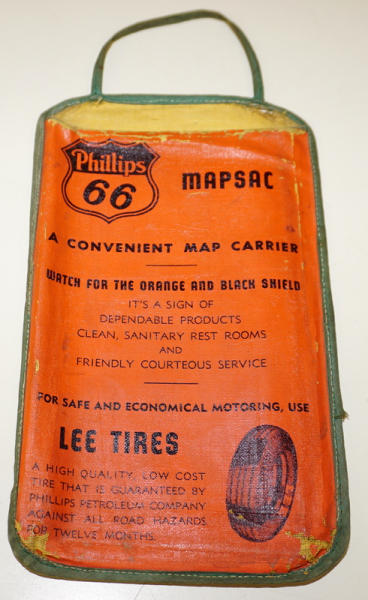 Phillips
66
MAPSAC
A CONVENIENT MAP CARRIER
WATCH FOR THE ORANGE AND BLACK SHIELD
IT'S A SIGN OF
DEPENDABLE PRODUCTS
CLEAN, SANITARY REST ROOMS
AND
FRIENDLY COURTEOUS SERVICE
FOR SAFE AND ECONOMICAL MOTORING, USE
LEE TIRES
A HIGH QUALITY, LOW COST
TIRE THAT IS GUARANTEED BY
PHILLIPS PETROLEUM COMPANY
AGAINST ALL ROAD HAZARDS
FOR TWELVE MONTHS.